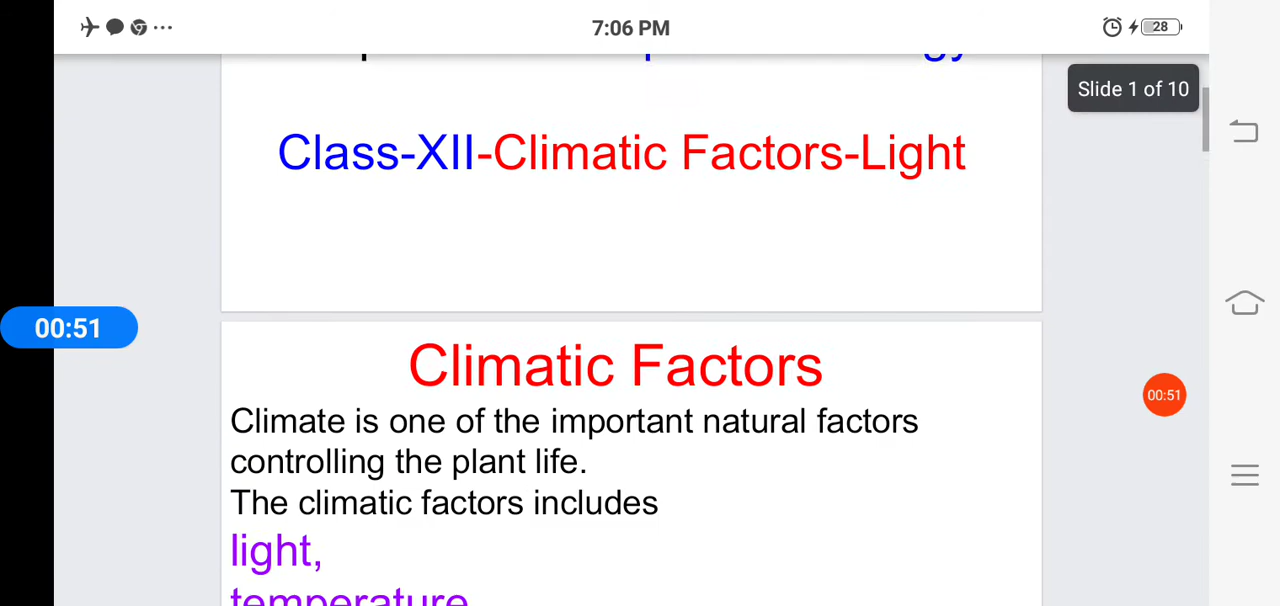 7:06 PM
28
Slide 1 of 10
Class-XII-Climatic Factors-Light
00:51
Climatic Factors
00:51
Climate is one of the important natural factors
controlling the plant life.
The climatic factors includes
light,
temperature